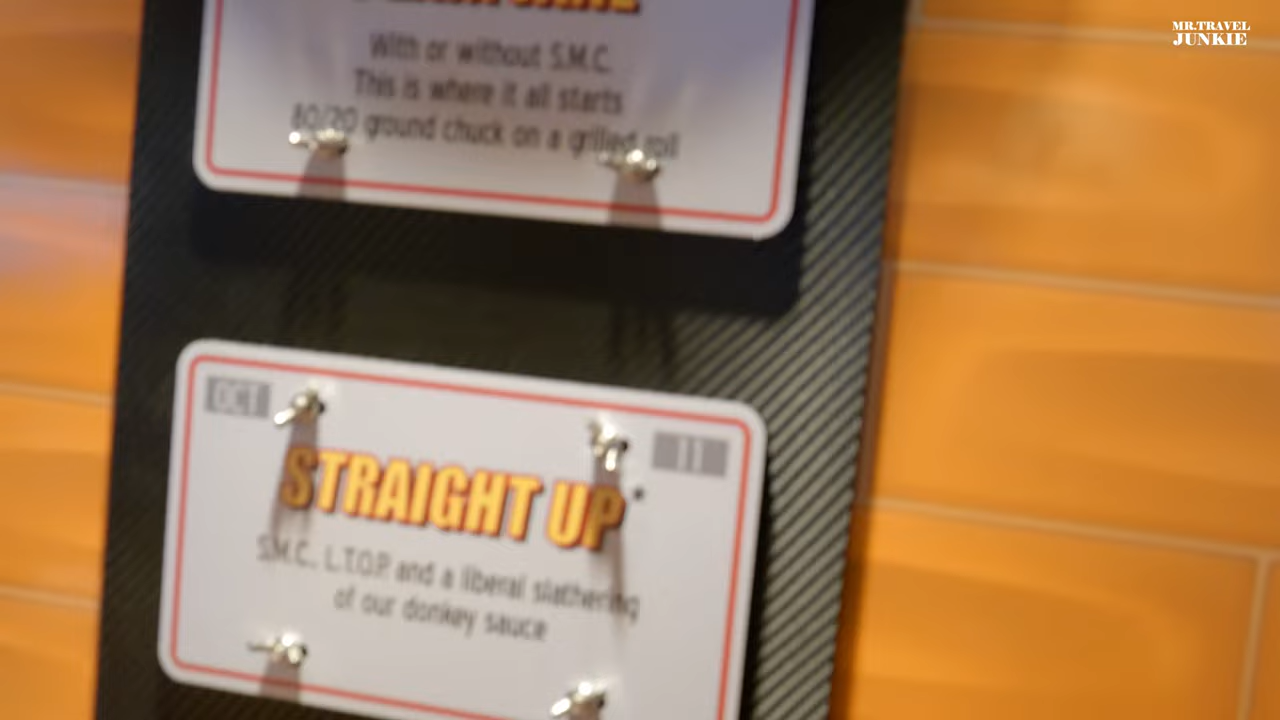 MR.TRAVEL
JUNKIE
With or without S.M.C.
This is where it all starts
80/20 ground chuck on a grilled roll
OCT
11
STRAIGHT UP*
S.M.C. L.T.O.P. and a liberal slathering
of our donkey sauce